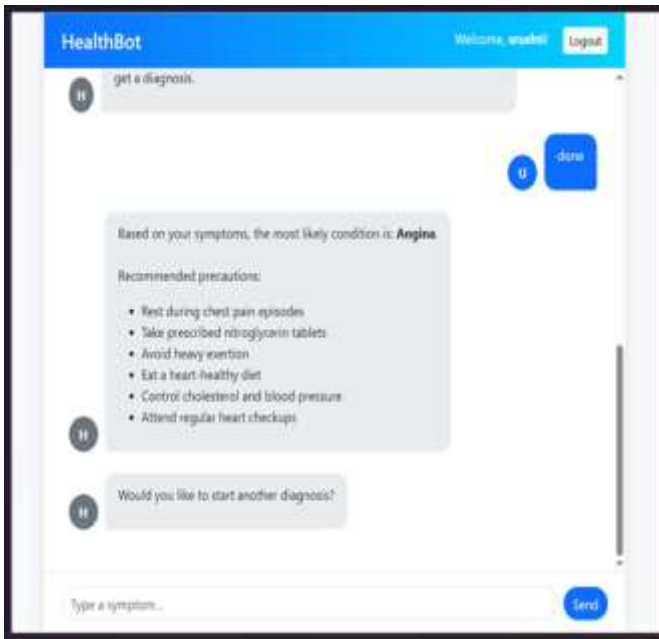 HealthBot
Welcome,
Logout
get a diagnosis.
H
done
U
Based on your symptoms, the most likely condition is: Angina.
Recommended precautions:
• Rest during chest pain episodes
• Take prescribed nitroglycerin tablets
• Avoid heavy exertion
• Eat a heart-healthy diet
• Control cholesterol and blood pressure
• Attend regular heart checkups
H
Would you like to start another diagnosis?
H
Type a symptom...
Send